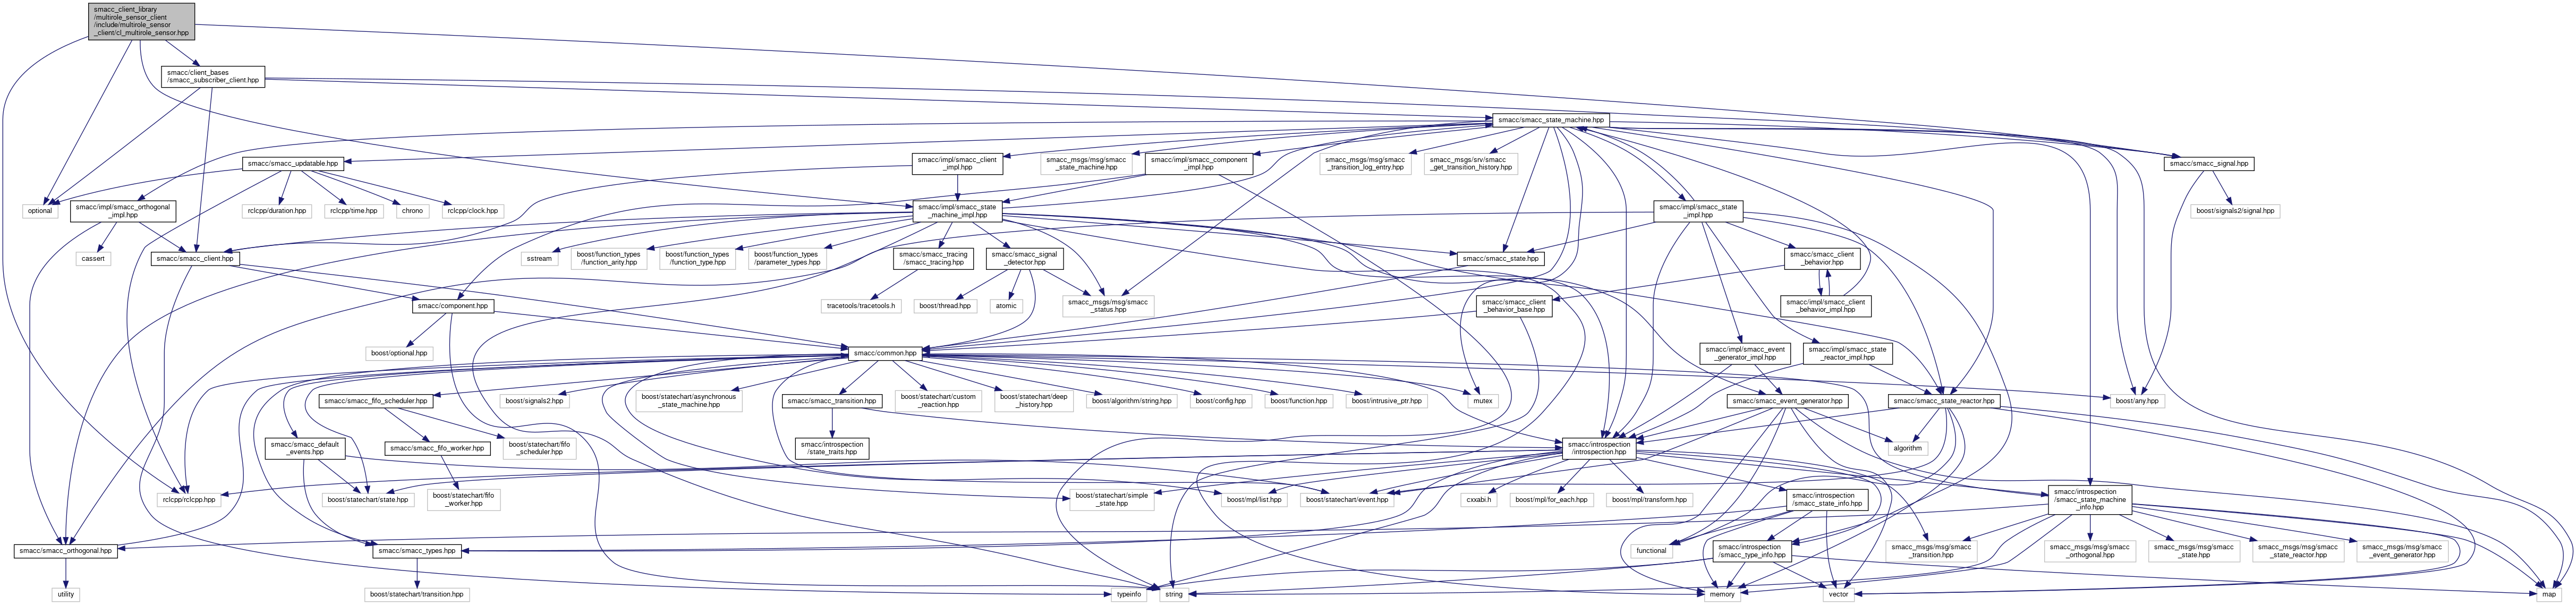 smacc_client_library
/multirole_sensor_client
/include/multirole_sensor
_client/cl_multirole_sensor.hpp
smacc/client_bases
/smacc_subscriber_client.hpp
smacc/smacc_state_machine.hpp
smacc/smacc_updatable.hpp
smacc/impl/smacc_client
_impl.hpp
smacc_msgs/msg/smacc
_state_machine.hpp
smacc/impl/smacc_component
_impl.hpp
smacc_msgs/msg/smacc
_transition_log_entry.hpp
smacc_msgs/srv/smacc
_get_transition_history.hpp
smacc/smacc_signal.hpp
optional
smacc/impl/smacc_orthogonal
_impl.hpp
rclcpp/duration.hpp
rclcpp/time.hpp
chrono
rclcpp/clock.hpp
smacc/impl/smacc_state
_machine_impl.hpp
smacc/impl/smacc_state
_impl.hpp
boost/signals2/signal.hpp
cassert
smacc/smacc_client.hpp
sstream
boost/function_types
/function_arity.hpp
boost/function_types
/function_type.hpp
boost/function_types
/parameter_types.hpp
smacc/smacc_tracing
/smacc_tracing.hpp
smacc/smacc_signal
_detector.hpp
smacc/smacc_state.hpp
smacc/smacc_client
_behavior.hpp
smacc/component.hpp
tracetools/tracetools.h
boost/thread.hpp
atomic
smacc_msgs/msg/smacc
_status.hpp
smacc/smacc_client
_behavior_base.hpp
smacc/impl/smacc_client
_behavior_impl.hpp
boost/optional.hpp
smacc/common.hpp
smacc/impl/smacc_event
_generator_impl.hpp
smacc/impl/smacc_state
_reactor_impl.hpp
smacc/smacc_fifo_scheduler.hpp
boost/signals2.hpp
boost/statechart/asynchronous
_state_machine.hpp
smacc/smacc_transition.hpp
boost/statechart/custom
_reaction.hpp
boost/statechart/deep
_history.hpp
boost/algorithm/string.hpp
boost/config.hpp
boost/function.hpp
boost/intrusive_ptr.hpp
mutex
smacc/smacc_event_generator.hpp
smacc/smacc_state_reactor.hpp
boost/any.hpp
smacc/smacc_default
_events.hpp
smacc/smacc_fifo_worker.hpp
boost/statechart/fifo
_scheduler.hpp
smacc/introspection
/state_traits.hpp
smacc/introspection
/introspection.hpp
algorithm
rclcpp/rclcpp.hpp
boost/statechart/state.hpp
boost/statechart/fifo
_worker.hpp
boost/statechart/simple
_state.hpp
boost/mpl/list.hpp
boost/statechart/event.hpp
cxxabi.h
boost/mpl/for_each.hpp
boost/mpl/transform.hpp
smacc/introspection
/smacc_state_info.hpp
smacc/introspection
/smacc_state_machine
_info.hpp
smacc/smacc_orthogonal.hpp
smacc/smacc_types.hpp
functional
smacc/introspection
/smacc_type_info.hpp
smacc_msgs/msg/smacc
_transition.hpp
smacc_msgs/msg/smacc
_orthogonal.hpp
smacc_msgs/msg/smacc
_state.hpp
smacc_msgs/msg/smacc
_state_reactor.hpp
smacc_msgs/msg/smacc
_event_generator.hpp
utility
boost/statechart/transition.hpp
typeinfo
string
memory
vector
map